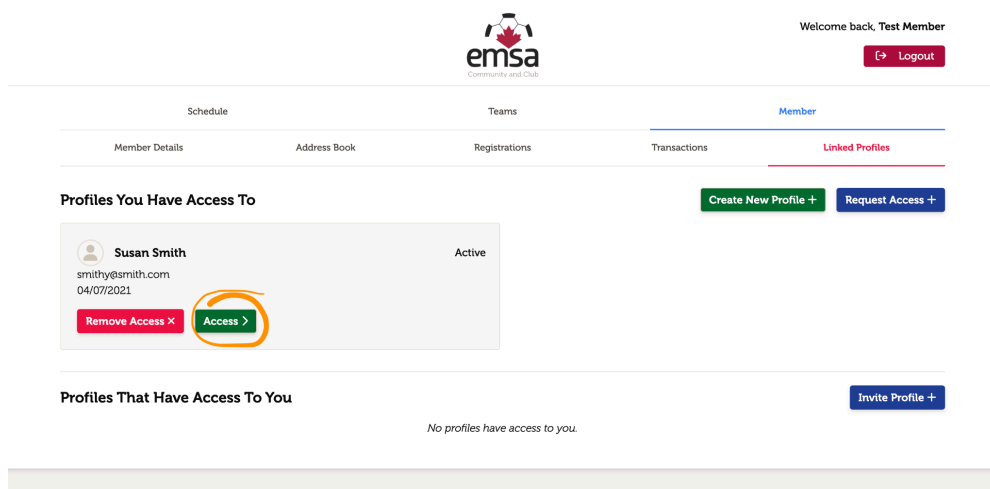 Welcome back, Test Member
emsa
Community and Club
Logout
Schedule Teams Member
Member Details Address Book Registrations Transactions Linked Profiles
Profiles You Have Access To
Create New Profile + Request Access +
Susan Smith Active
smithy@smith.com
04/07/2021
Remove Access × Access >
Profiles That Have Access To You
Invite Profile +
No profiles have access to you.